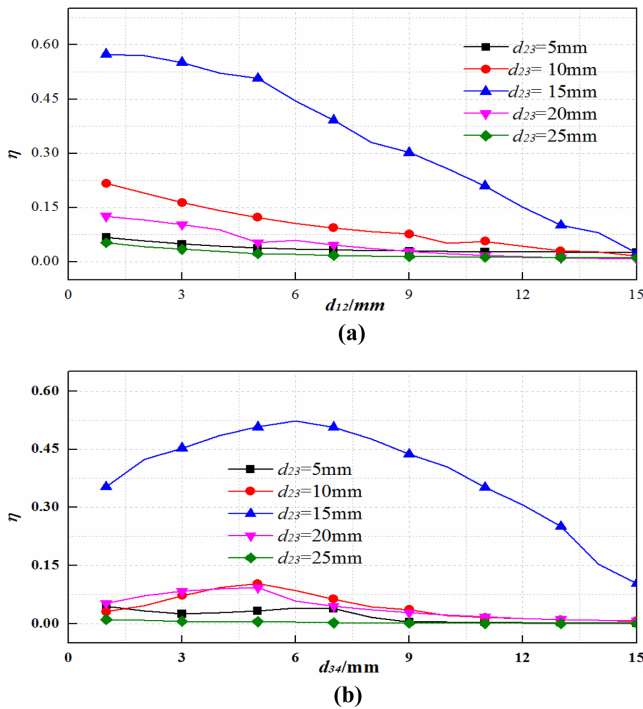 0.60
0.45
0.30
0.15
0.00
η
d23=5mm
d23= 10mm
d23= 15mm
d23=20mm
d23=25mm
0 3 6 9 12 15
d12/mm
(a)
0.60
0.45
0.30
0.15
0.00
η
d23=5mm
d23=10mm
d23=15mm
d23=20mm
d23=25mm
0 3 6 9 12 15
d34/mm
(b)